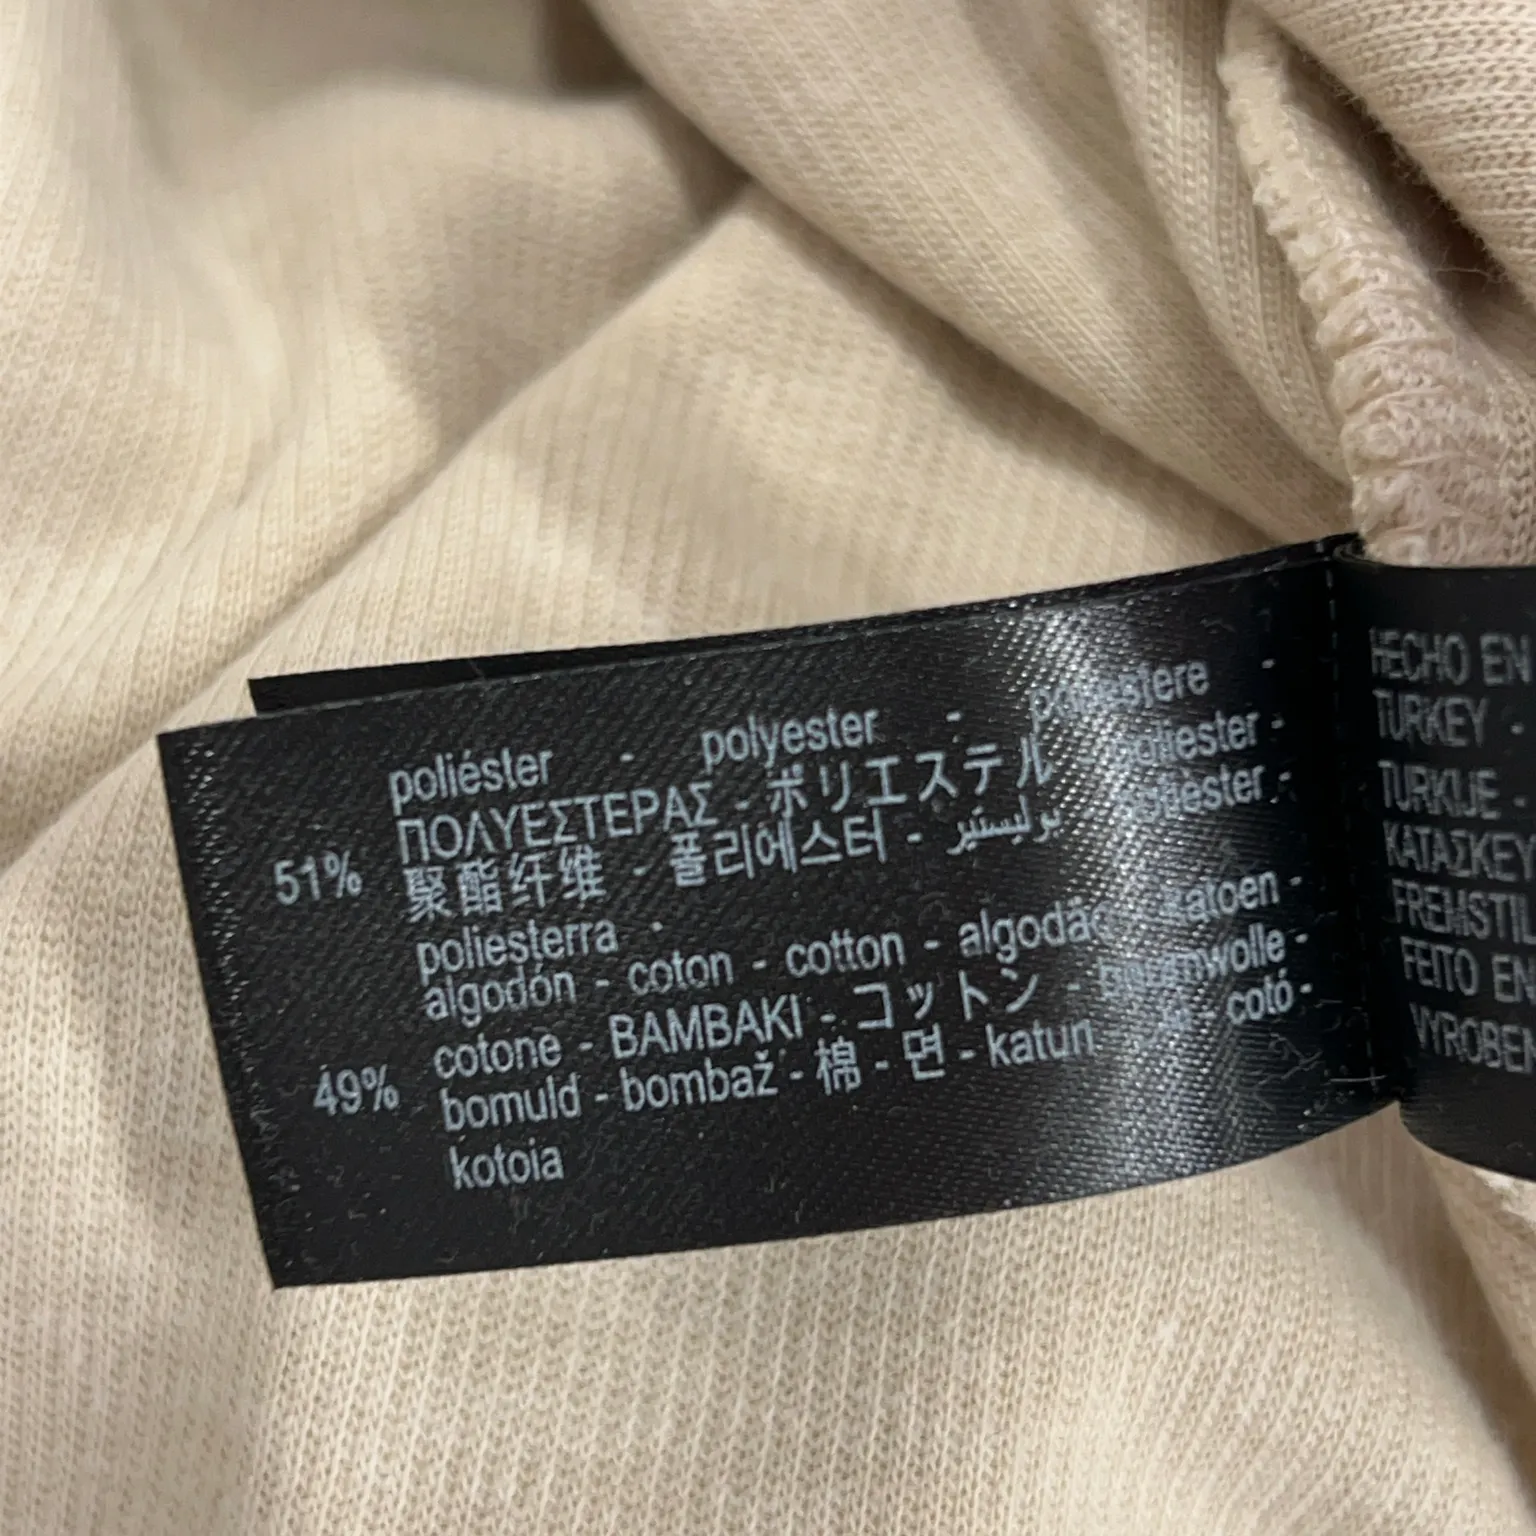 poliéster - polyester - poliestere -
ΠΟΛΥΕΣΤΕΡΑΣ - ポリエステル poliester -
51% 聚酯纤维 - 폴리에스터 - بوليستير polièster -
poliesterra -
algodón - coton - cotton - algodão katoen -
cotone - BAMBAKI - コットン - baumwolle -
49% bomuld - bombaž - 棉 - 면 - katun cotó -
kotoia
HECHO EN
TURKEY -
TURKIJE -
ΚΑΤΑΣΚΕΥ
FREMSTIL
FEITO EN
VYROBEN